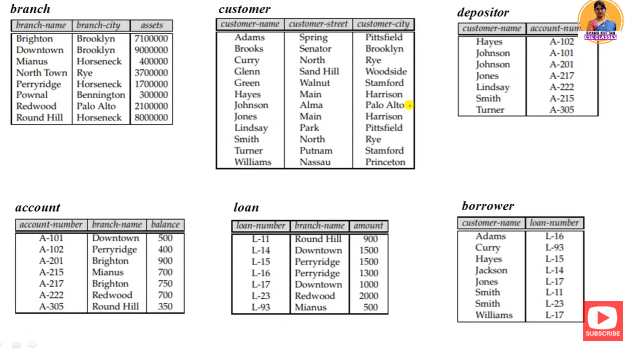 branch
branch-name branch-city assets
Brighton Brooklyn 7100000
Downtown Brooklyn 9000000
Mianus Horseneck 400000
North Town Rye 3700000
Perryridge Horseneck 1700000
Pownal Bennington 300000
Redwood Palo Alto 2100000
Round Hill Horseneck 8000000
customer
customer-name customer-street customer-city
Adams Spring Pittsfield
Brooks Senator Brooklyn
Curry North Rye
Glenn Sand Hill Woodside
Green Walnut Stamford
Hayes Main Harrison
Johnson Alma Palo Alto
Jones Main Harrison
Lindsay Park Pittsfield
Smith North Rye
Turner Putnam Stamford
Williams Nassau Princeton
depositor
customer-name account-num
Hayes A-102
Johnson A-101
Johnson A-201
Jones A-217
Lindsay A-222
Smith A-215
Turner A-305
account
account-number branch-name balance
A-101 Downtown 500
A-102 Perryridge 400
A-201 Brighton 900
A-215 Mianus 700
A-217 Brighton 750
A-222 Redwood 700
A-305 Round Hill 350
loan
loan-number branch-name amount
L-11 Round Hill 900
L-14 Downtown 1500
L-15 Perryridge 1500
L-16 Perryridge 1300
L-17 Downtown 1000
L-23 Redwood 2000
L-93 Mianus 500
borrower
customer-name loan-number
Adams L-16
Curry L-93
Hayes L-15
Jackson L-14
Jones L-17
Smith L-11
Smith L-23
Williams L-17
SUBSCRIBE